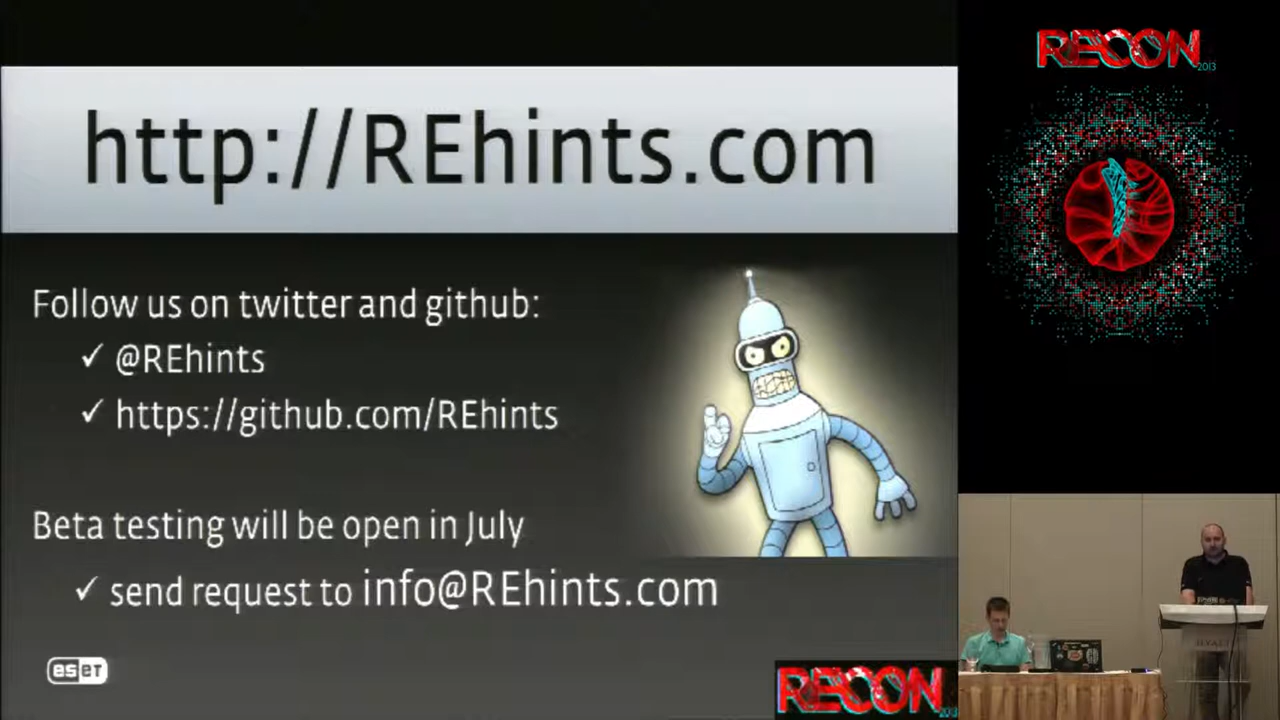 http://REhints.com
Follow us on twitter and github:
✓ @REhints
✓ https://github.com/REhints
Beta testing will be open in July
✓ send request to info@REhints.com
eseT
RECON
2013
RECON
2013
HYATT